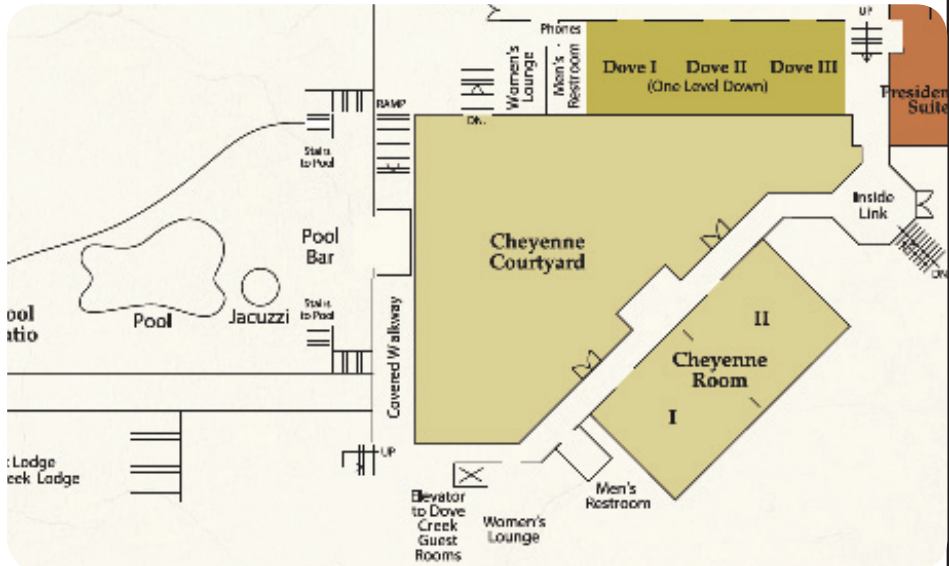 UP
Phones
Women's
Lounge
Men's
Restroom
Dove I Dove II Dove III
(One Level Down)
Presiden
Suite
RAMP
DN.
Stairs
to Pool
Inside
Link
Pool
Bar
Cheyenne
Courtyard
DN
Stairs
to Pool
ool
atio
Pool
Jacuzzi
Covered Walkway
II
Cheyenne
Room
I
UP
k Lodge
eek Lodge
Elevator
to Dove
Creek
Guest
Rooms
Women's
Lounge
Men's
Restroom